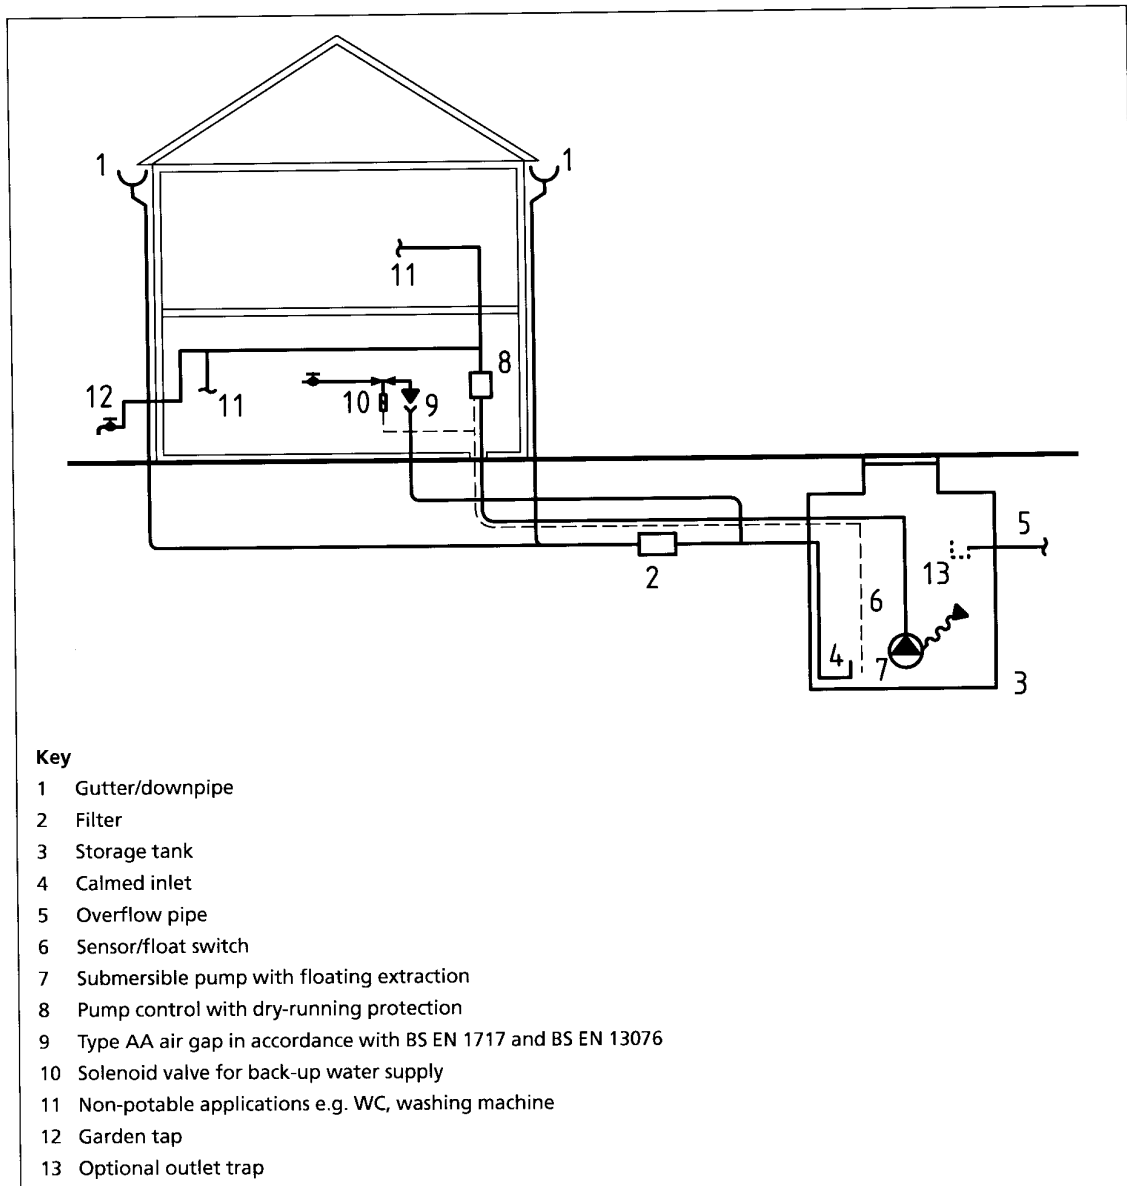 1
1
11
8
12
11
10
9
5
2
13
6
4
7
3
Key
1 Gutter/downpipe
2 Filter
3 Storage tank
4 Calmed inlet
5 Overflow pipe
6 Sensor/float switch
7 Submersible pump with floating extraction
8 Pump control with dry-running protection
9 Type AA air gap in accordance with BS EN 1717 and BS EN 13076
10 Solenoid valve for back-up water supply
11 Non-potable applications e.g. WC, washing machine
12 Garden tap
13 Optional outlet trap